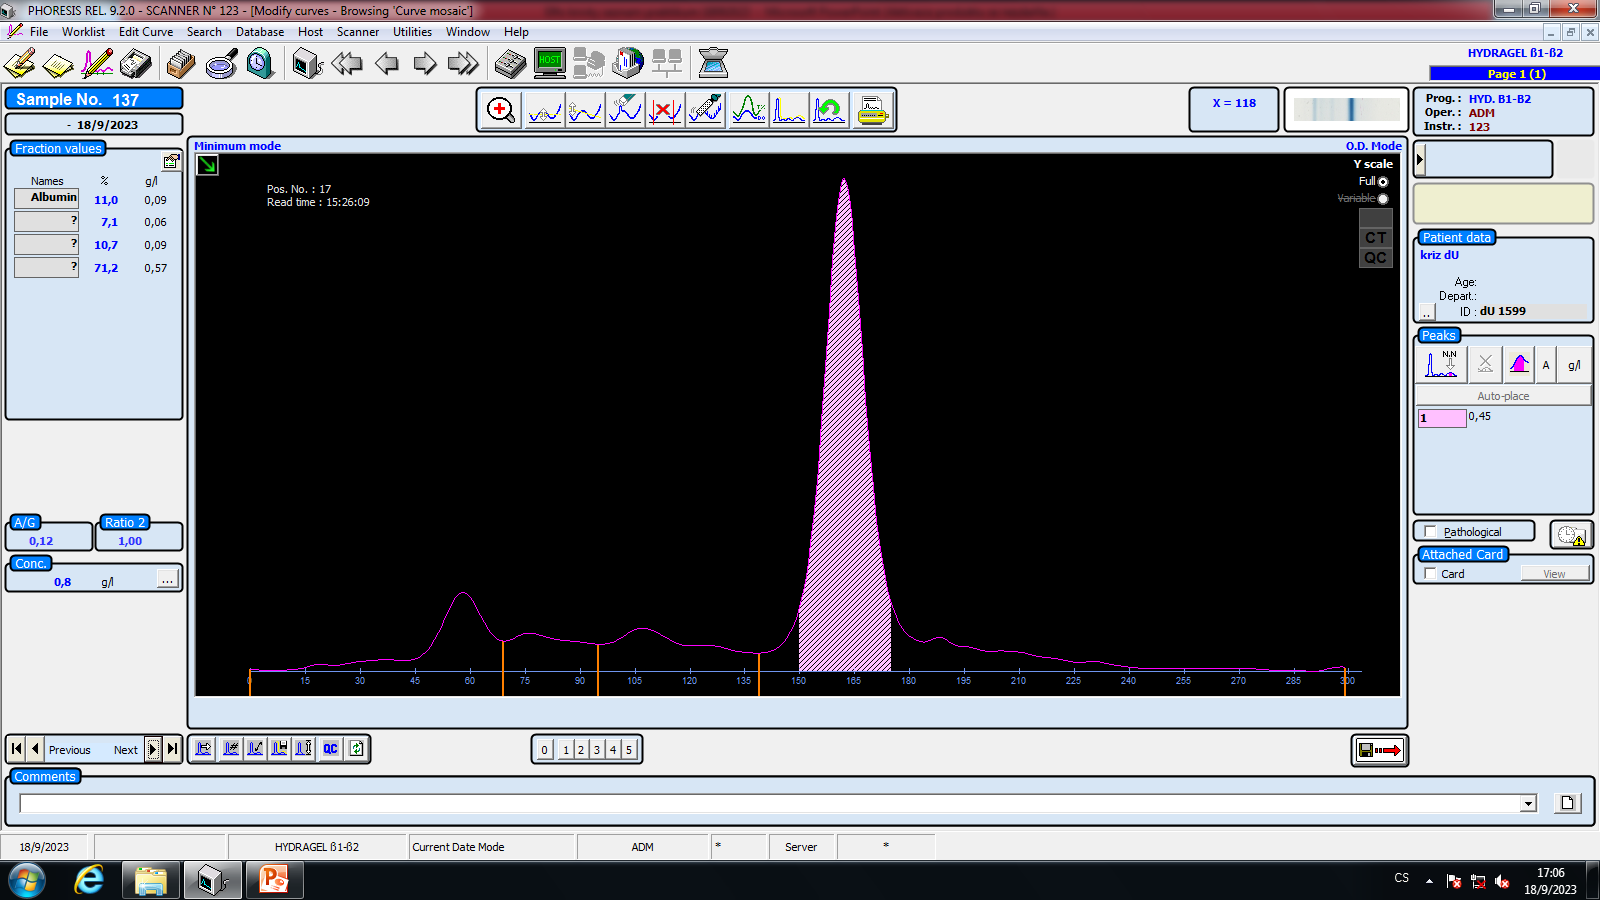 PHORESIS REL. 9.2.0 - SCANNER N° 123 - [Modify curves - Browsing 'Curve mosaic']
File Worklist Edit Curve Search Database Host Scanner Utilities Window Help
HOST
HYDRAGEL ß1-ß2
Page 1 (1)
Sample No. 137
- 18/9/2023
X = 118
Prog.: HYD. B1-B2
Oper.: ADM
Instr.: 123
Fraction values
Names % g/l
Albumin 11,0 0,09
? 7,1 0,06
? 10,7 0,09
? 71,2 0,57
A/G
0,12
Ratio 2
1,00
Conc.
0,8 g/l ...
Minimum mode
O.D. Mode
Pos. No. : 17
Read time : 15:26:09
Y scale
Full
Variable
CT
QC
0 15 30 45 60 75 90 105 120 135 150 165 180 195 210 225 240 255 270 285 300
Patient data
kriz dU
Age:
Depart.:
.. ID : dU 1599
Peaks
N.N A g/l
Auto-place
1 0,45
Pathological
Attached Card
Card View
Previous Next
QC
0 1 2 3 4 5
Comments
18/9/2023 HYDRAGEL ß1-ß2 Current Date Mode ADM * Server *
CS
17:06
18/9/2023